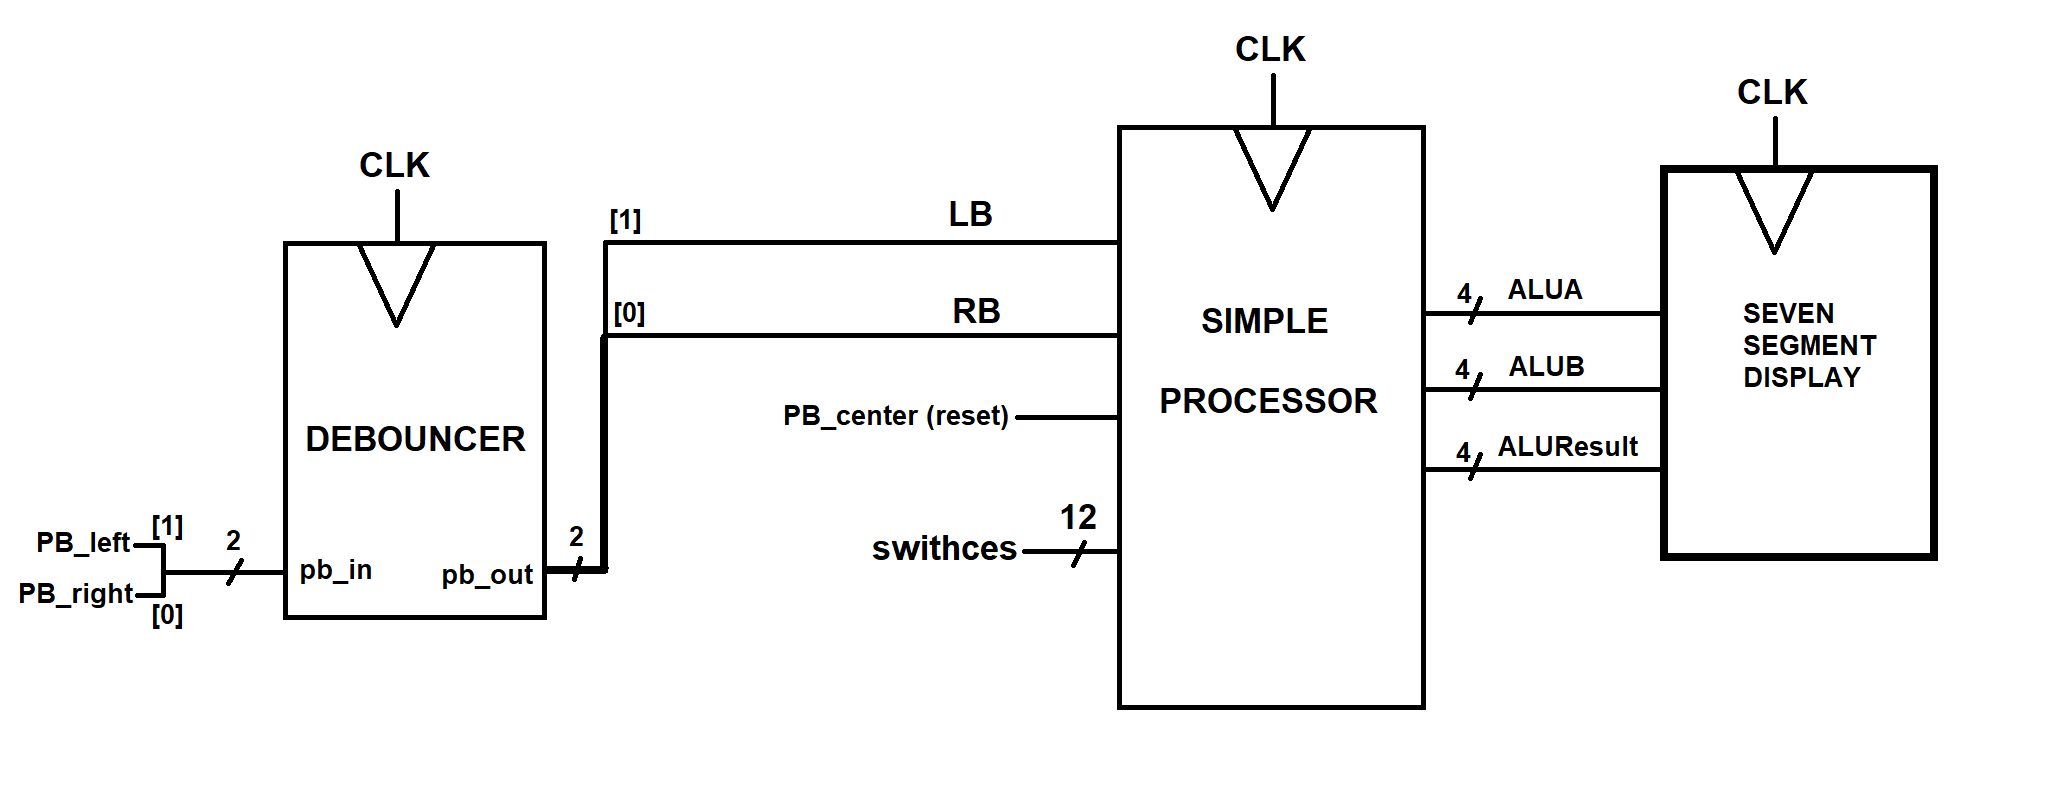 CLK
CLK
CLK
[1]
LB
[0]
RB
4
ALUA
SEVEN
SEGMENT
DISPLAY
SIMPLE
PROCESSOR
4
ALUB
PB_center (reset)
DEBOUNCER
4
ALUResult
12
swithces
PB_left
[1]
2
pb_in
pb_out
2
PB_right
[0]